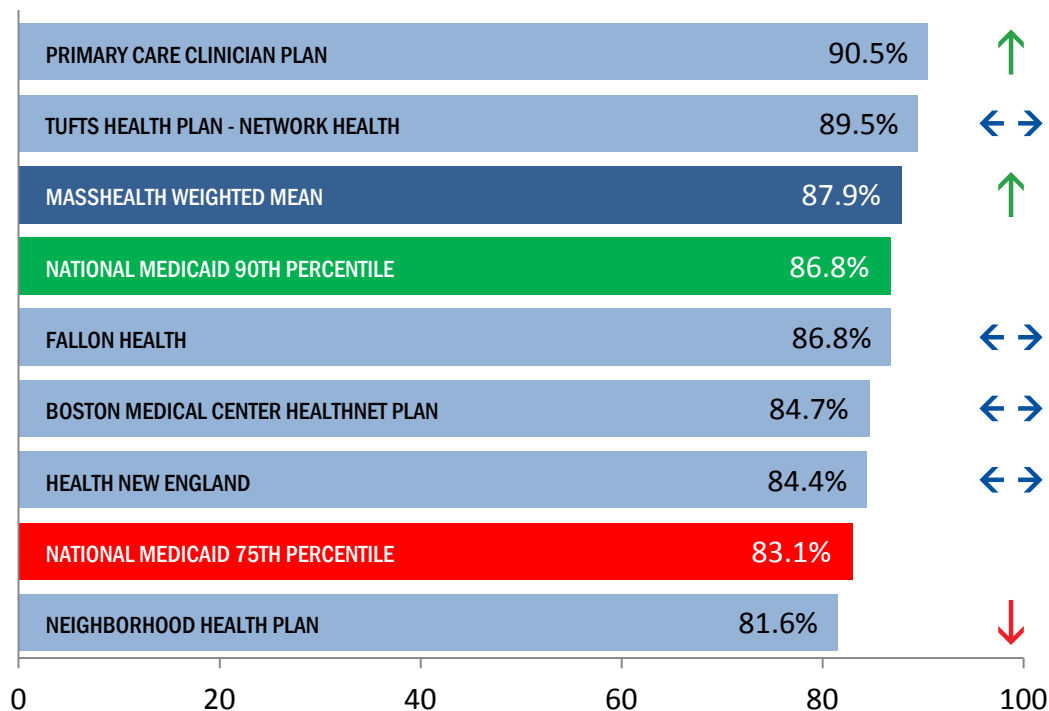 PRIMARY CARE CLINICIAN PLAN 90.5% ↑
TUFTS HEALTH PLAN - NETWORK HEALTH 89.5% ← →
MASSHEALTH WEIGHTED MEAN 87.9% ↑
NATIONAL MEDICAID 90TH PERCENTILE 86.8%
FALLON HEALTH 86.8% ← →
BOSTON MEDICAL CENTER HEALTHNET PLAN 84.7% ← →
HEALTH NEW ENGLAND 84.4% ← →
NATIONAL MEDICAID 75TH PERCENTILE 83.1%
NEIGHBORHOOD HEALTH PLAN 81.6% ↓
0 20 40 60 80 100